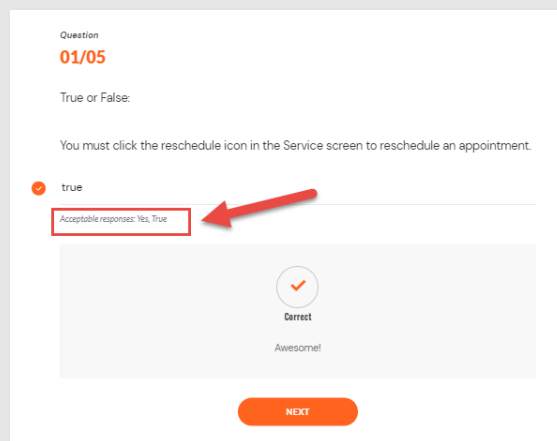 Question
01/05
True or False:
You must click the reschedule icon in the Service screen to reschedule an appointment.
true
Acceptable responses: Yes, True
Correct
Awesome!
NEXT